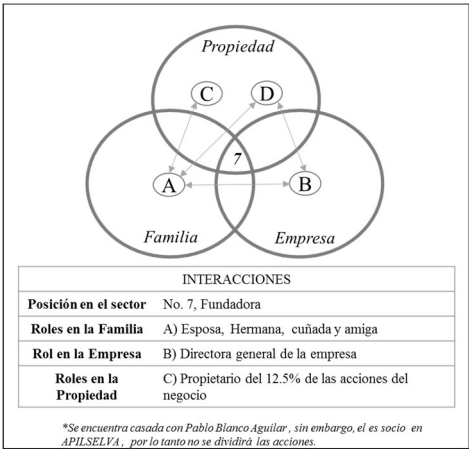 Propiedad
C D
7
A B
Familia Empresa
INTERACCIONES
Posición en el sector No. 7, Fundadora
Roles en la Familia A) Esposa, Hermana, cuñada y amiga
Rol en la Empresa B) Directora general de la empresa
Roles en la C) Propietario del 12.5% de las acciones del
Propiedad negocio
*Se encuentra casada con Pablo Blanco Aguilar, sin embargo, el es socio en
APILSELVA, por lo tanto no se dividirá las acciones.